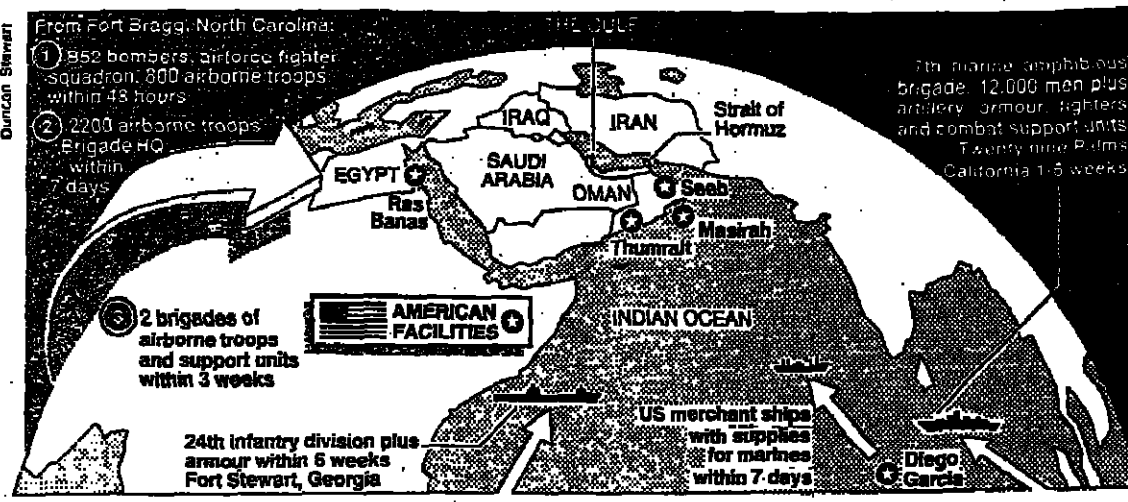 Duncan Stewart
From Fort Bragg, North Carolina:
1 852 bombers, airforce fighter
squadron, 800 airborne troops
within 48 hours
2 2200 airborne troops
Brigade HQ
within
7 days
THE GULF
7th marine amphibious
brigade, 12,000 men plus
artillery, armour, fighters
and combat support units
Twenty nine Palms
California 1-5 weeks
IRAQ
IRAN
Strait of
Hormuz
EGYPT
SAUDI
ARABIA
OMAN
Seeb
Ras
Banas
Thumrait
Masirah
3 2 brigades of
airborne troops
and support units
within 3 weeks
AMERICAN
FACILITIES
INDIAN OCEAN
24th infantry division plus
armour within 5 weeks
Fort Stewart, Georgia
US merchant ships
with supplies
for marines
within 7 days
Diego
Garcia